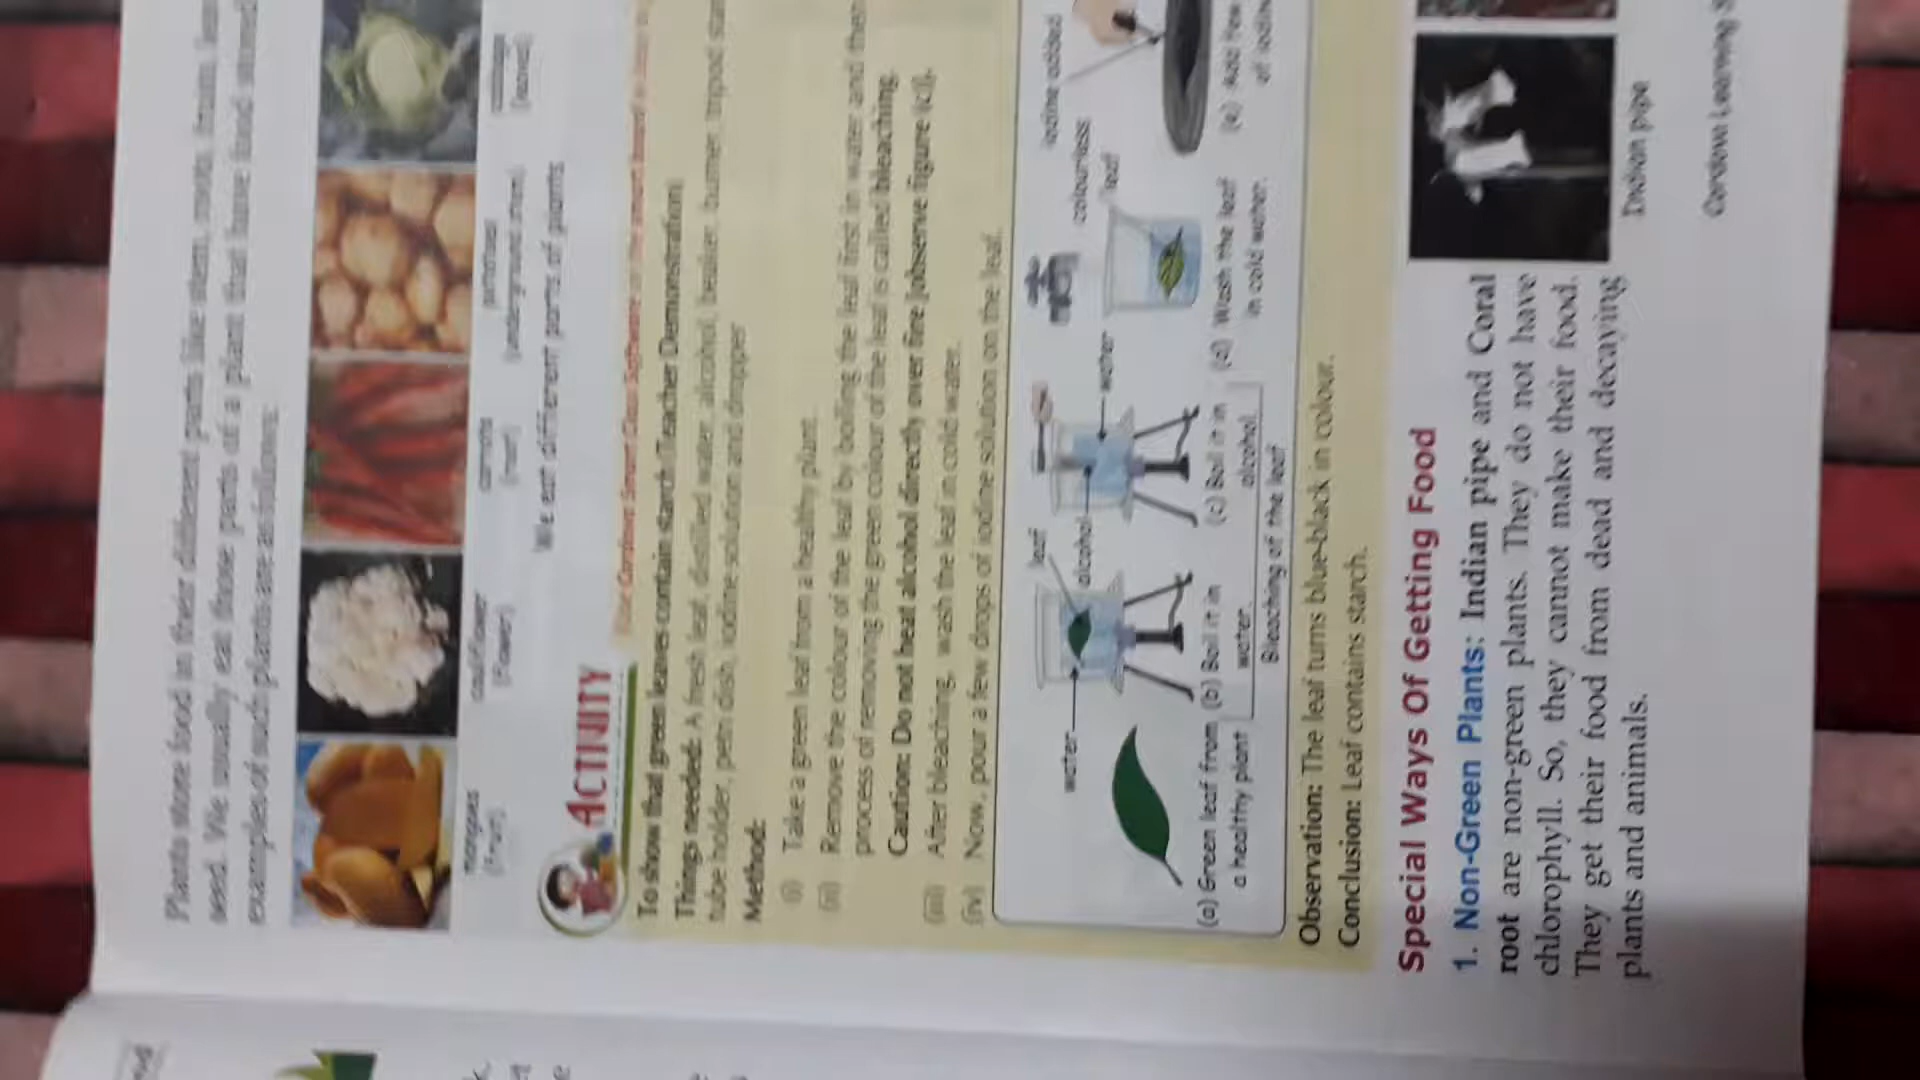 Plants store food in their different parts like stem, roots, fruits, leaves
seed. We usually eat those parts of a plant that have food stored
examples of such plants are as follows:
mangoes
(Fruit)
cauliflower
(flower)
carrots
(root)
potatoes
(underground stem)
cabbage
(leaves)
We eat different parts of plants
ACTIVITY
To show that green leaves contain starch (Teacher Demonstration)
Things needed: A fresh leaf, distilled water, alcohol, beaker, burner, tripod
tube holder, petri dish, iodine solution and dropper
Method:
(i) Take a green leaf from a healthy plant.
(ii) Remove the colour of the leaf by boiling the leaf first in water and then
process of removing the green colour of the leaf is called bleaching.
Caution: Do not heat alcohol directly over fire [observe figure (c)].
(iii) After bleaching, wash the leaf in cold water.
(iv) Now, pour a few drops of iodine solution on the leaf.
water
leaf
alcohol
water
colourless
leaf
iodine added
(a) Green leaf from
a healthy plant
(b) Boil it in
water.
(c) Boil it in
alcohol.
(d) Wash the leaf
in cold water.
(e) Add few
of iodine
Bleaching of the leaf
Observation: The leaf turns blue-black in colour.
Conclusion: Leaf contains starch.
Special Ways Of Getting Food
1. Non-Green Plants: Indian pipe and Coral
root are non-green plants. They do not have
chlorophyll. So, they cannot make their food.
They get their food from dead and decaying
plants and animals.
Indian pipe
Cordova Learning